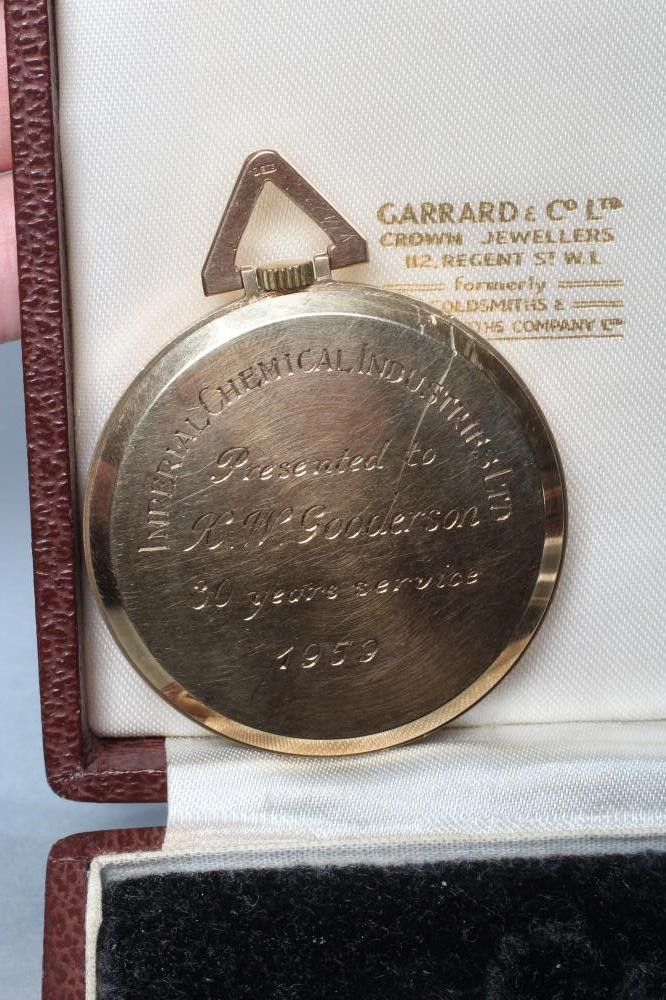 GARRARD & Co LTD
CROWN JEWELLERS
112, REGENT ST W.1.
formerly
GOLDSMITHS &
COMPANY LTD
IMPERIAL CHEMICAL INDUSTRIES LTD
Presented to
K. W. Gooderson
30 years service
1959